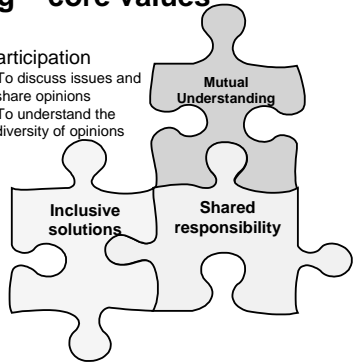 core values
articipation
To discuss issues and
share opinions
To understand the
diversity of opinions
Mutual
Understanding
Inclusive
solutions
Shared
responsibility